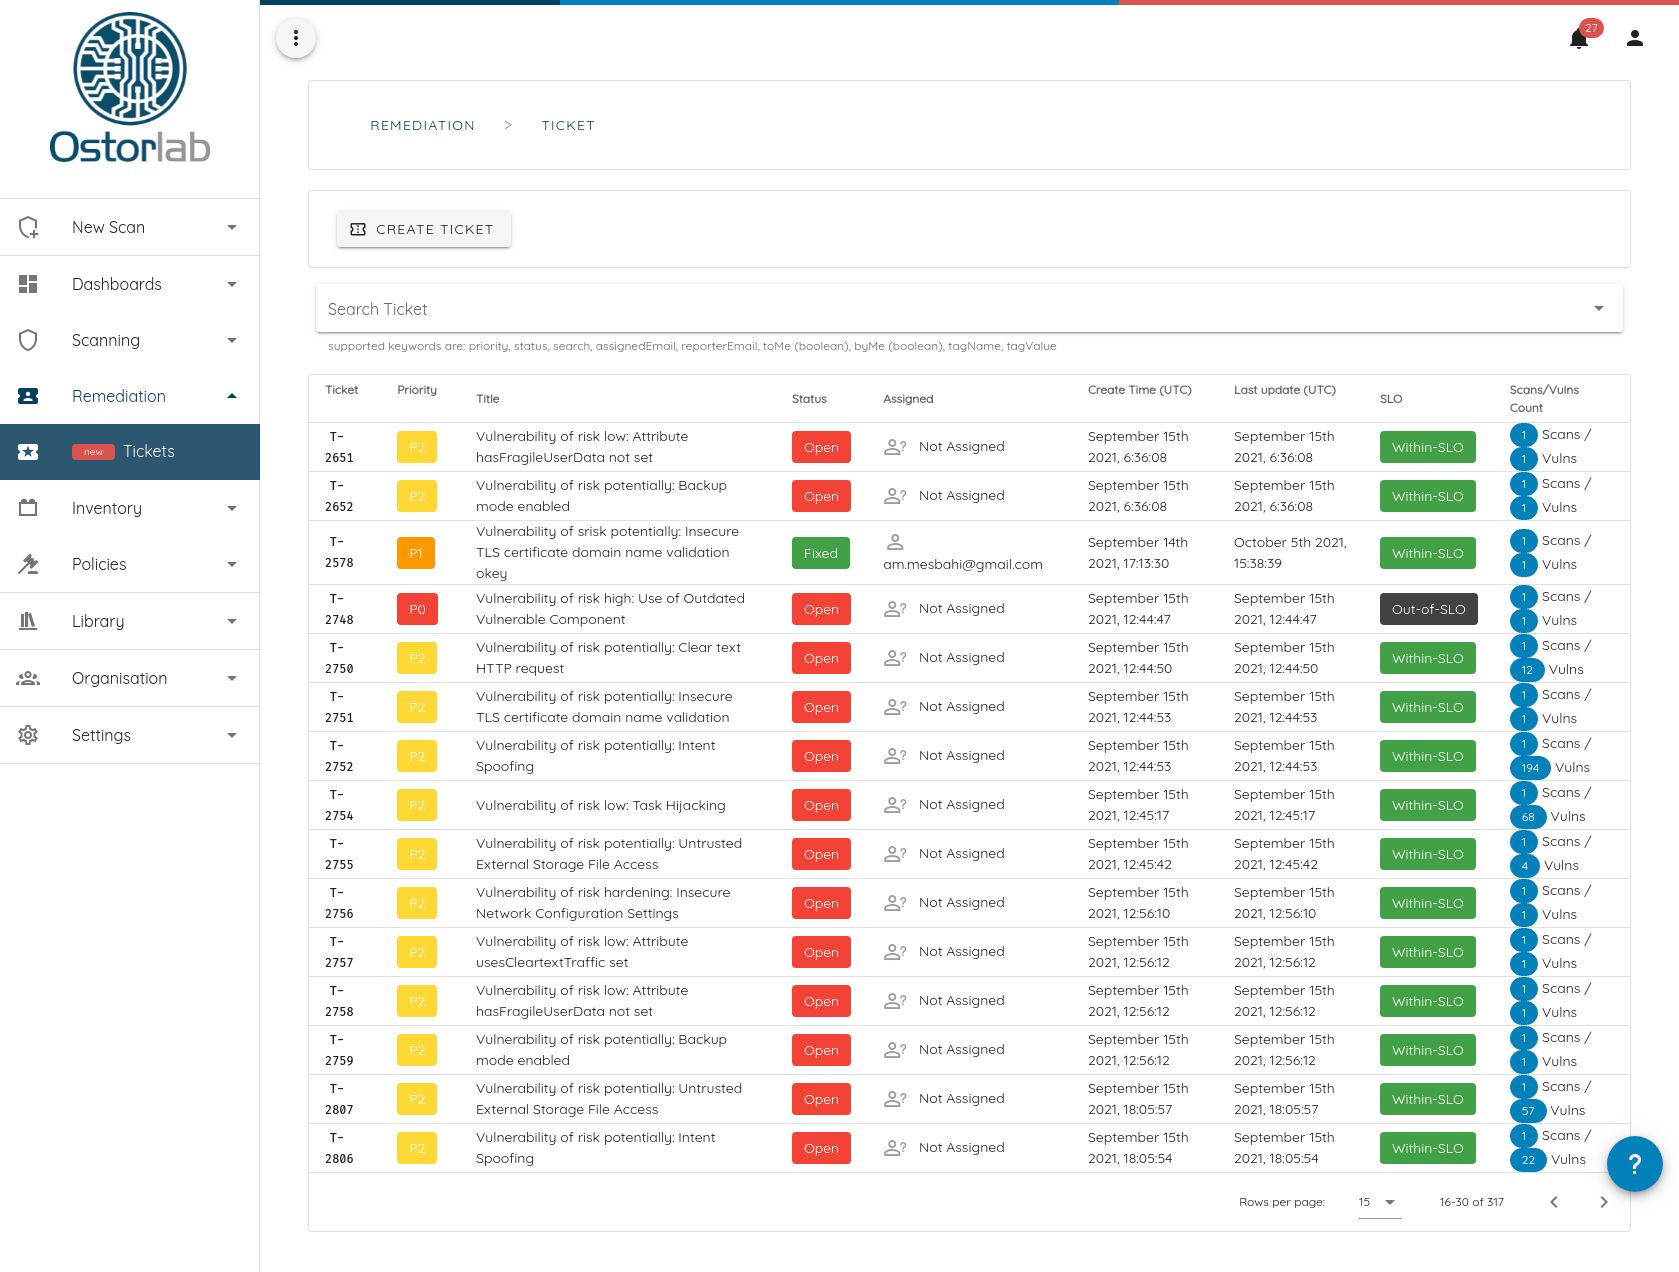 Ostorlab
27
New Scan
Dashboards
Scanning
Remediation
new Tickets
Inventory
Policies
Library
Organisation
Settings
REMEDIATION > TICKET
CREATE TICKET
Search Ticket
supported keywords are: priority, status, search, assignedEmail, reporterEmail, toMe (boolean), byMe (boolean), tagName, tagValue
Ticket Priority Title Status Assigned Create Time (UTC) Last update (UTC) SLO Scans/Vulns
Count
T- P2 Vulnerability of risk low: Attribute Open Not Assigned September 15th September 15th Within-SLO 1 Scans /
2651 hasFragileUserData not set 2021, 6:36:08 2021, 6:36:08 1 Vulns
T- P2 Vulnerability of risk potentially: Backup Open Not Assigned September 15th September 15th Within-SLO 1 Scans /
2652 mode enabled 2021, 6:36:08 2021, 6:36:08 1 Vulns
Vulnerability of srisk potentially: Insecure
T- P1 TLS certificate domain name validation Fixed September 14th October 5th 2021, Within-SLO 1 Scans /
2578 okey am.mesbahi@gmail.com 2021, 17:13:30 15:38:39 1 Vulns
T- P0 Vulnerability of risk high: Use of Outdated Open Not Assigned September 15th September 15th Out-of-SLO 1 Scans /
2748 Vulnerable Component 2021, 12:44:47 2021, 12:44:47 1 Vulns
T- P2 Vulnerability of risk potentially: Clear text Open Not Assigned September 15th September 15th Within-SLO 1 Scans /
2750 HTTP request 2021, 12:44:50 2021, 12:44:50 12 Vulns
T- P2 Vulnerability of risk potentially: Insecure Open Not Assigned September 15th September 15th Within-SLO 1 Scans /
2751 TLS certificate domain name validation 2021, 12:44:53 2021, 12:44:53 1 Vulns
T- P2 Vulnerability of risk potentially: Intent Open Not Assigned September 15th September 15th Within-SLO 1 Scans /
2752 Spoofing 2021, 12:44:53 2021, 12:44:53 194 Vulns
T- P2 Vulnerability of risk low: Task Hijacking Open Not Assigned September 15th September 15th Within-SLO 1 Scans /
2754 2021, 12:45:17 2021, 12:45:17 68 Vulns
T- P2 Vulnerability of risk potentially: Untrusted Open Not Assigned September 15th September 15th Within-SLO 1 Scans /
2755 External Storage File Access 2021, 12:45:42 2021, 12:45:42 4 Vulns
T- P2 Vulnerability of risk hardening: Insecure Open Not Assigned September 15th September 15th Within-SLO 1 Scans /
2756 Network Configuration Settings 2021, 12:56:10 2021, 12:56:10 1 Vulns
T- P2 Vulnerability of risk low: Attribute Open Not Assigned September 15th September 15th Within-SLO 1 Scans /
2757 usesCleartextTraffic set 2021, 12:56:12 2021, 12:56:12 1 Vulns
T- P2 Vulnerability of risk low: Attribute Open Not Assigned September 15th September 15th Within-SLO 1 Scans /
2758 hasFragileUserData not set 2021, 12:56:12 2021, 12:56:12 1 Vulns
T- P2 Vulnerability of risk potentially: Backup Open Not Assigned September 15th September 15th Within-SLO 1 Scans /
2759 mode enabled 2021, 12:56:12 2021, 12:56:12 1 Vulns
T- P2 Vulnerability of risk potentially: Untrusted Open Not Assigned September 15th September 15th Within-SLO 1 Scans /
2807 External Storage File Access 2021, 18:05:57 2021, 18:05:57 57 Vulns
T- P2 Vulnerability of risk potentially: Intent Open Not Assigned September 15th September 15th Within-SLO 1 Scans /
2806 Spoofing 2021, 18:05:54 2021, 18:05:54 22 Vulns
?
Rows per page: 15 16-30 of 317